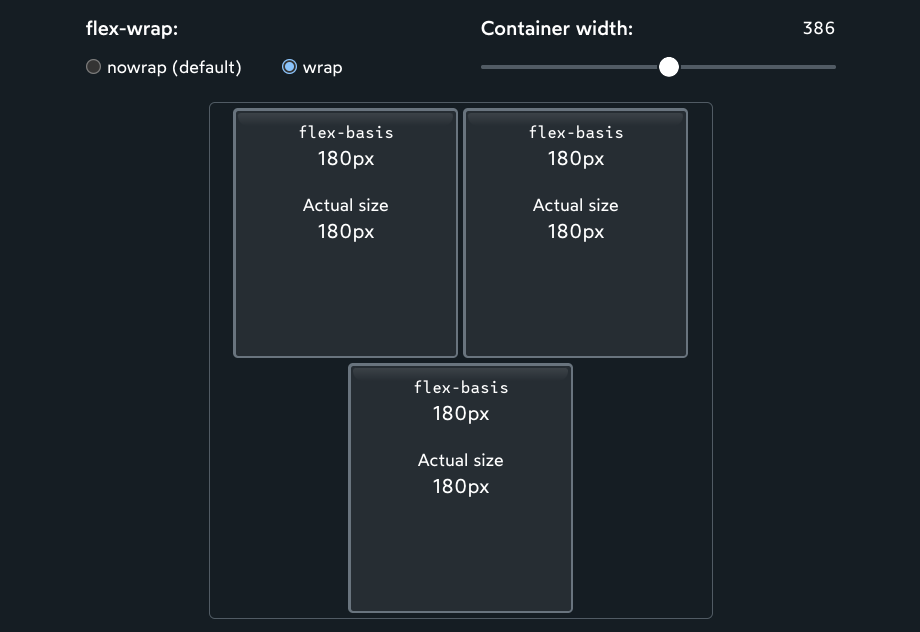 flex-wrap:
nowrap (default)
wrap
Container width:
386
flex-basis
180px
Actual size
180px
flex-basis
180px
Actual size
180px
flex-basis
180px
Actual size
180px